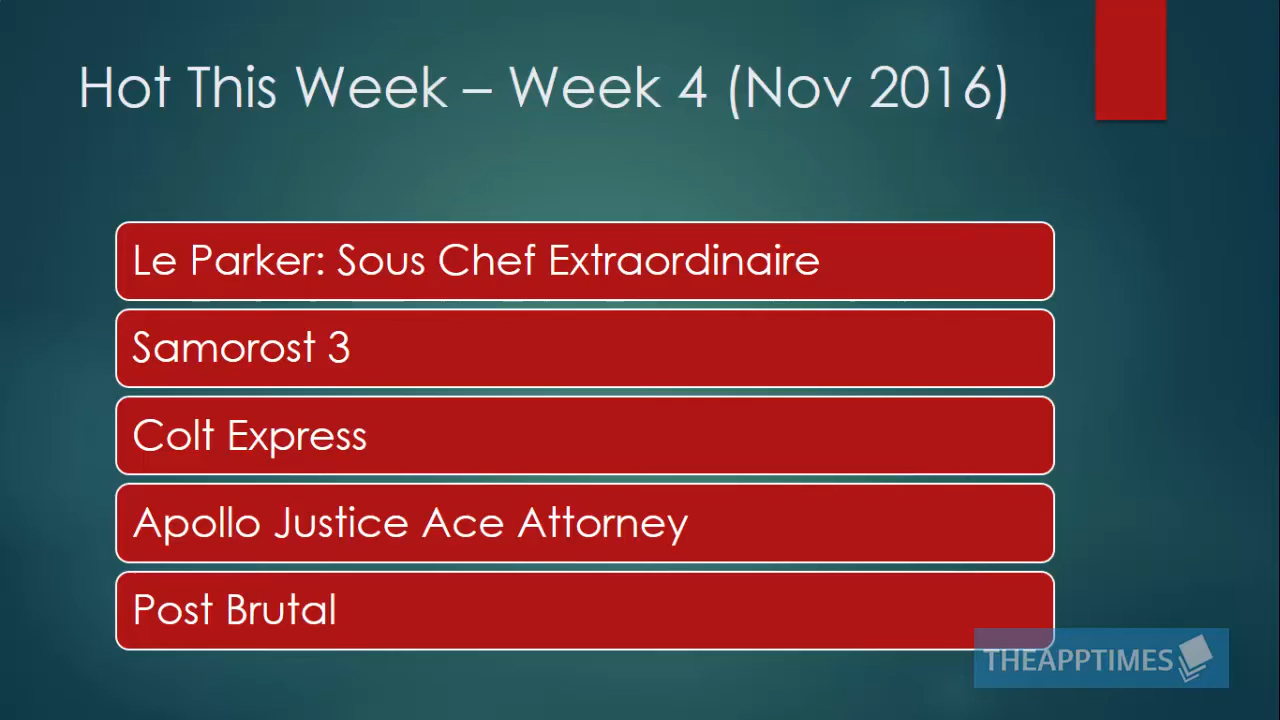 Hot This Week – Week 4 (Nov 2016)
Le Parker: Sous Chef Extraordinaire
Samorost 3
Colt Express
Apollo Justice Ace Attorney
Post Brutal
THEAPPTIMES